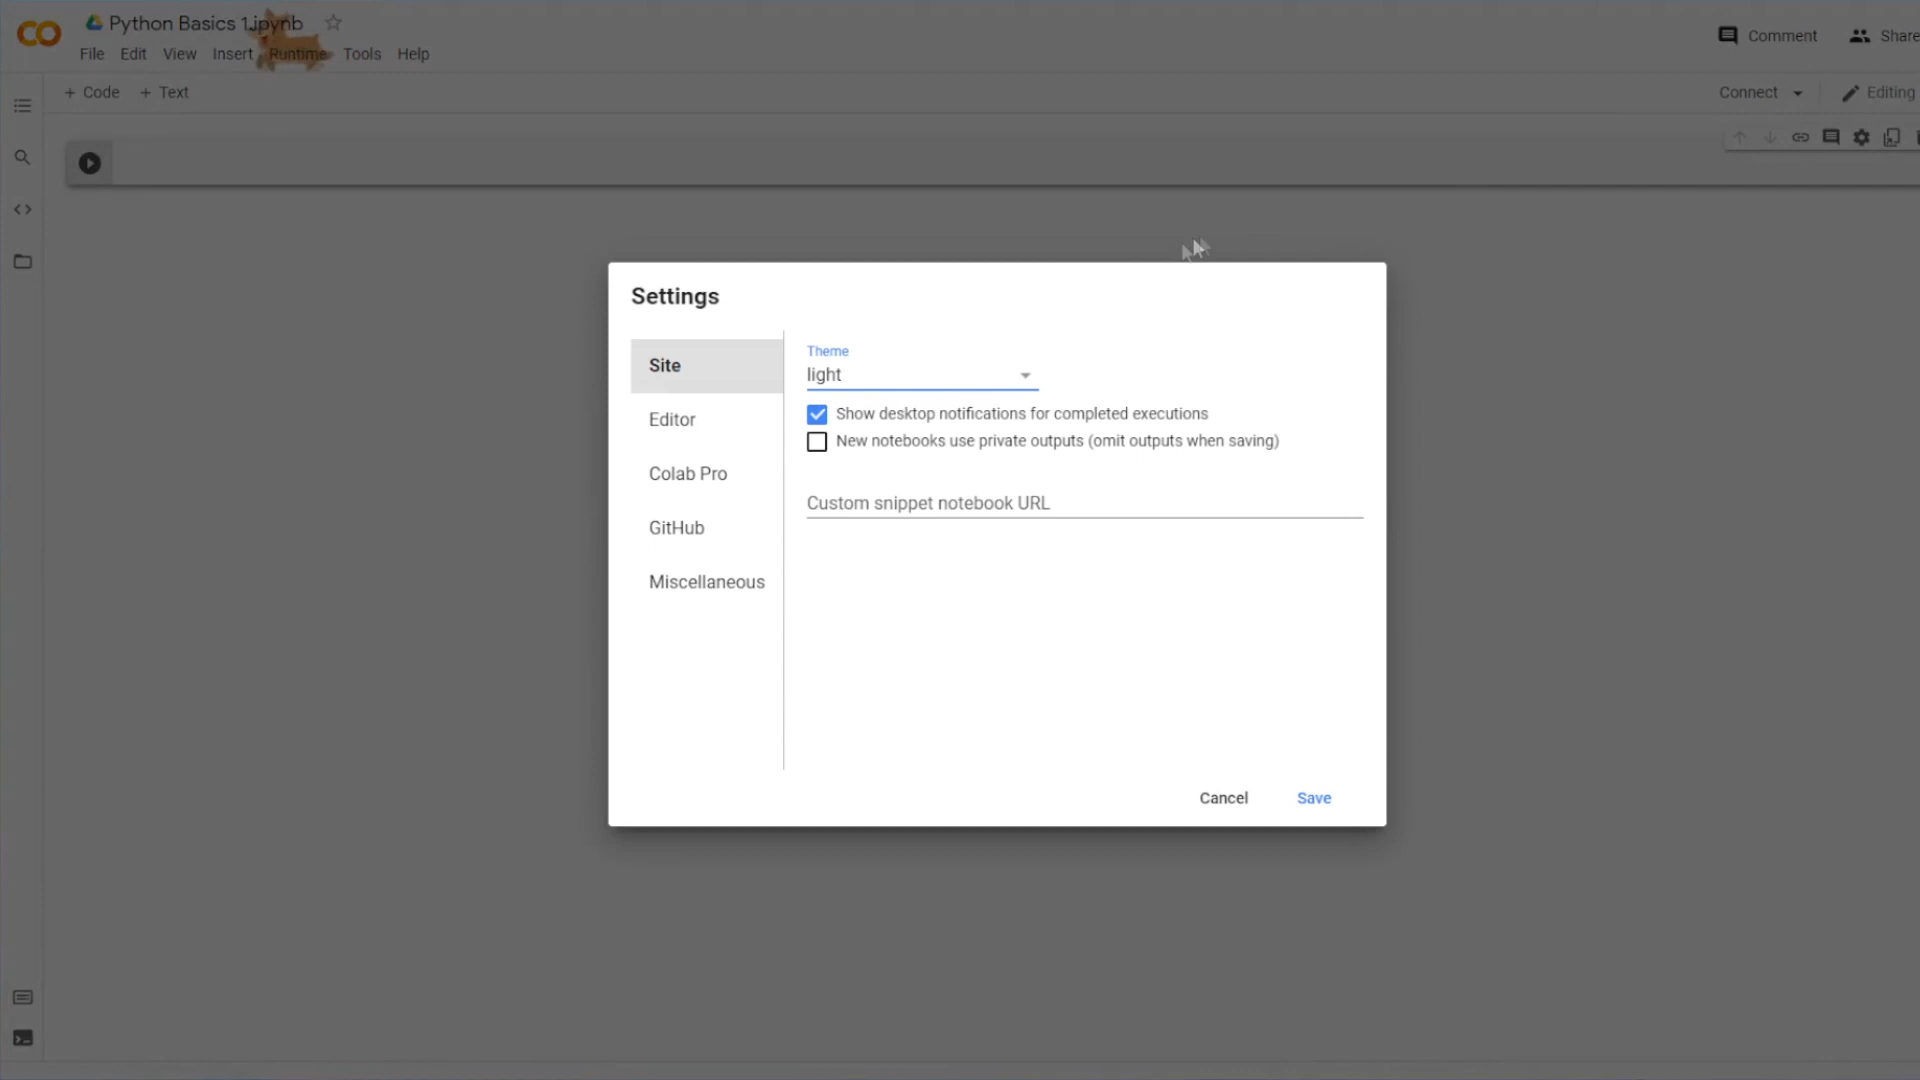 Python Basics 1.ipynb
File Edit View Insert Runtime Tools Help
Comment Share
+ Code + Text
Connect Editing
Settings
Site
Editor
Colab Pro
GitHub
Miscellaneous
Theme
light
Show desktop notifications for completed executions
New notebooks use private outputs (omit outputs when saving)
Custom snippet notebook URL
Cancel Save